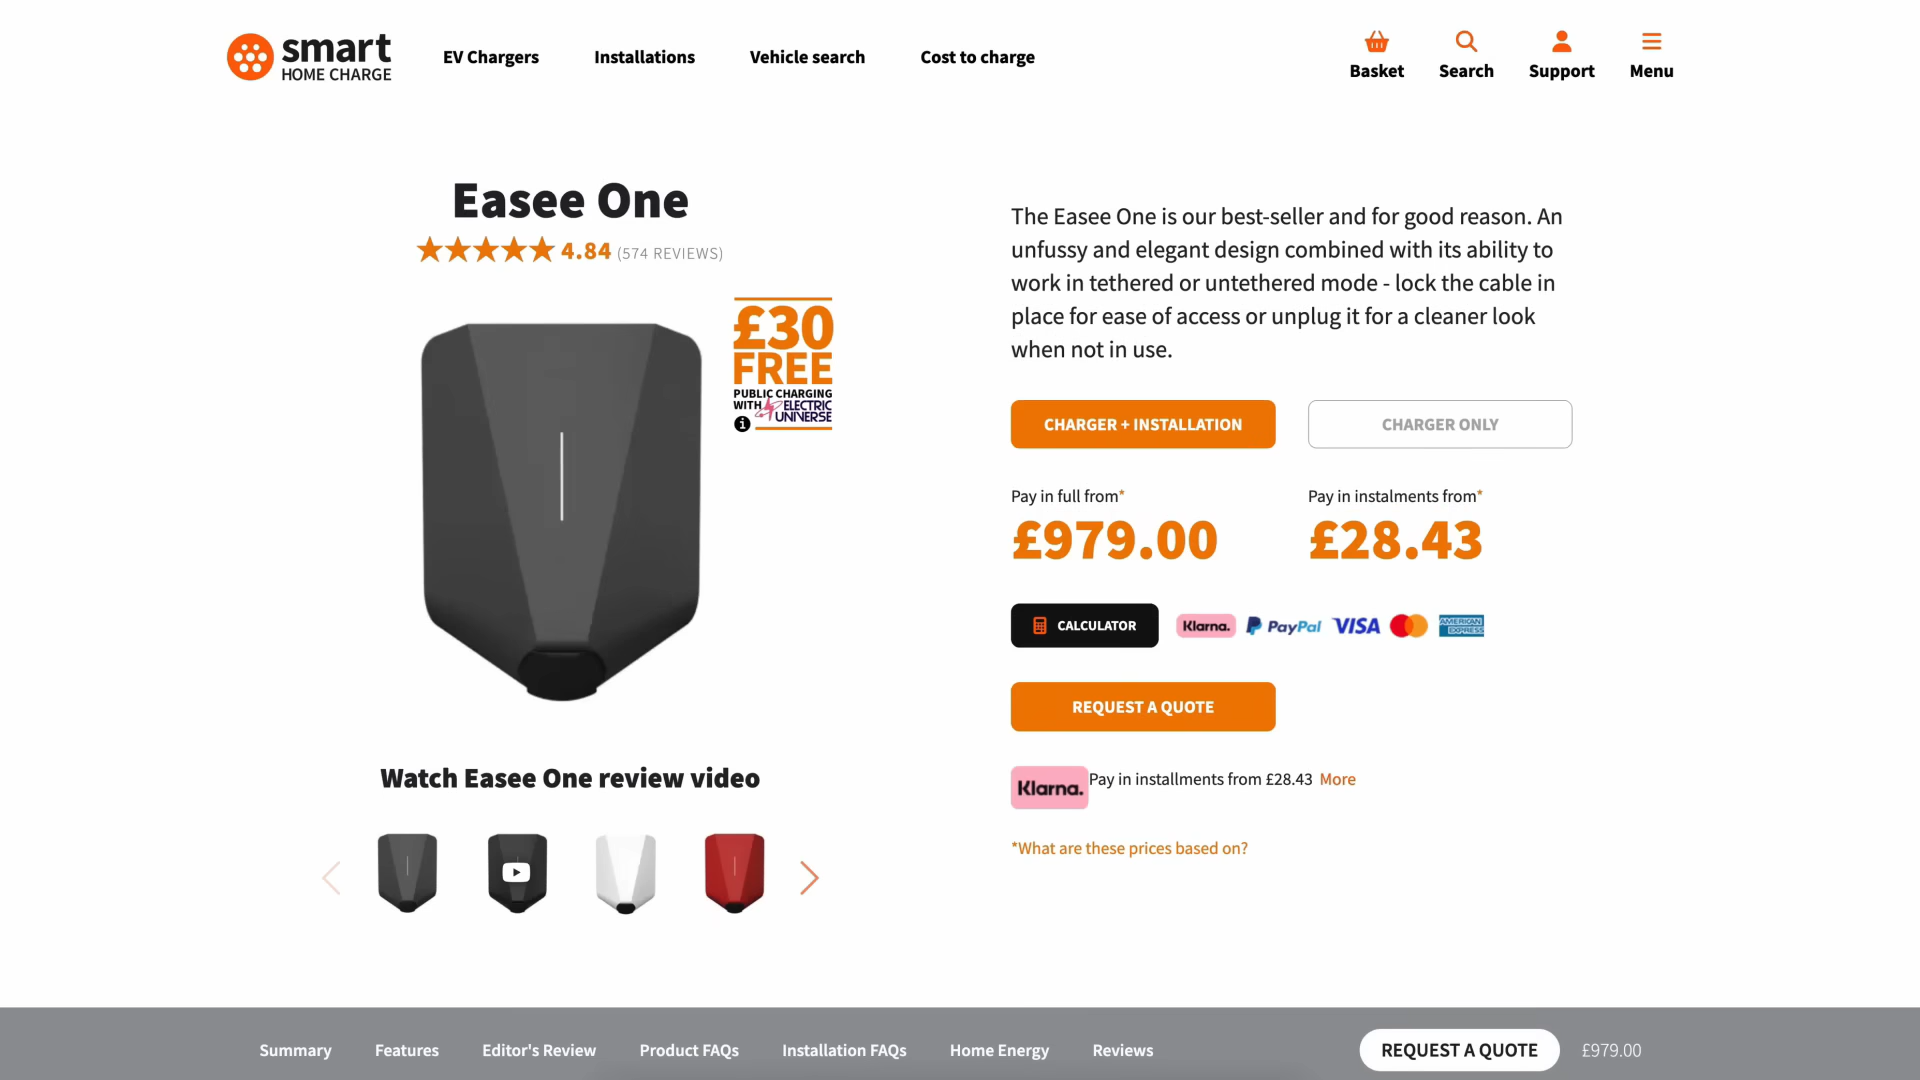 smart
HOME CHARGE
EV Chargers
Installations
Vehicle search
Cost to charge
Basket
Search
Support
Menu
Easee One
4.84 (574 REVIEWS)
£30
FREE
PUBLIC CHARGING
WITH ELECTRIC
UNIVERSE
i
Watch Easee One review video
The Easee One is our best-seller and for good reason. An
unfussy and elegant design combined with its ability to
work in tethered or untethered mode - lock the cable in
place for ease of access or unplug it for a cleaner look
when not in use.
CHARGER + INSTALLATION
CHARGER ONLY
Pay in full from*
£979.00
Pay in instalments from*
£28.43
CALCULATOR
Klarna.
PayPal
VISA
AMERICAN
EXPRESS
REQUEST A QUOTE
Klarna.
Pay in installments from £28.43 More
*What are these prices based on?
Summary
Features
Editor's Review
Product FAQs
Installation FAQs
Home Energy
Reviews
REQUEST A QUOTE
£979.00